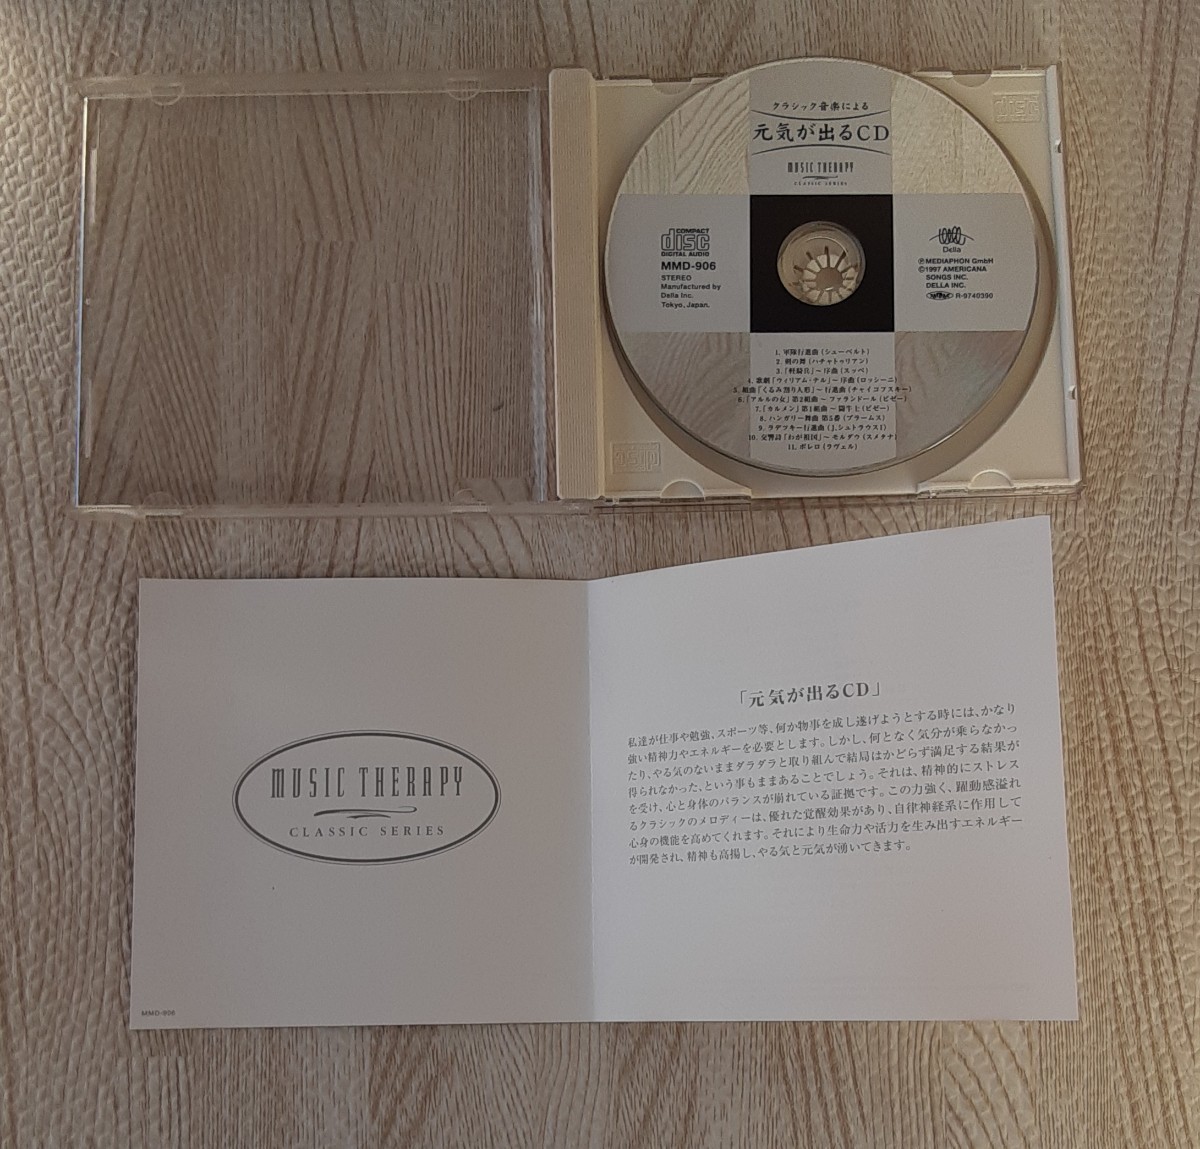 クラシック音楽による
元気が出るCD
MUSIC THERAPY
CLASSIC SERIES
COMPACT
disc
DIGITAL AUDIO
MMD-906
STEREO
Manufactured by
Della Inc.
Tokyo, Japan.
Della
℗MEDIAPHON GmbH
©1997 AMERICANA
SONGS INC.
DELLA INC.
R-9740390
1. 軍隊行進曲 (シューベルト)
2. 剣の舞 (ハチャトゥリアン)
3.「軽騎兵」～ 序曲 (スッペ)
4. 歌劇「ウィリアム・テル」～ 序曲 (ロッシーニ)
5. 組曲「くるみ割り人形」～ 行進曲 (チャイコフスキー)
6.「アルルの女」第2組曲 ～ ファランドール (ビゼー)
7.「カルメン」第1組曲 ～ 闘牛士 (ビゼー)
8. ハンガリー舞曲 第5番 (ブラームス)
9. ラデツキー行進曲 (J.シュトラウスI)
10. 交響詩「わが祖国」～ モルダウ (スメタナ)
11. ボレロ (ラヴェル)
disc
disc
MUSIC THERAPY
CLASSIC SERIES
MMD-906
「元気が出るCD」
私達が仕事や勉強、スポーツ等、何か物事を成し遂げようとする時には、かなり
強い精神力やエネルギーを必要とします。しかし、何となく気分が乗らなかっ
たり、やる気のないままダラダラと取り組んで結局はかどらず満足する結果が
得られなかった、という事もままあることでしょう。それは、精神的にストレス
を受け、心と身体のバランスが崩れている証拠です。この力強く、躍動感溢れ
るクラシックのメロディーは、優れた覚醒効果があり、自律神経系に作用して
心身の機能を高めてくれます。それにより生命力や活力を生み出すエネルギー
が開発され、精神も高揚し、やる気と元気が湧いてきます。